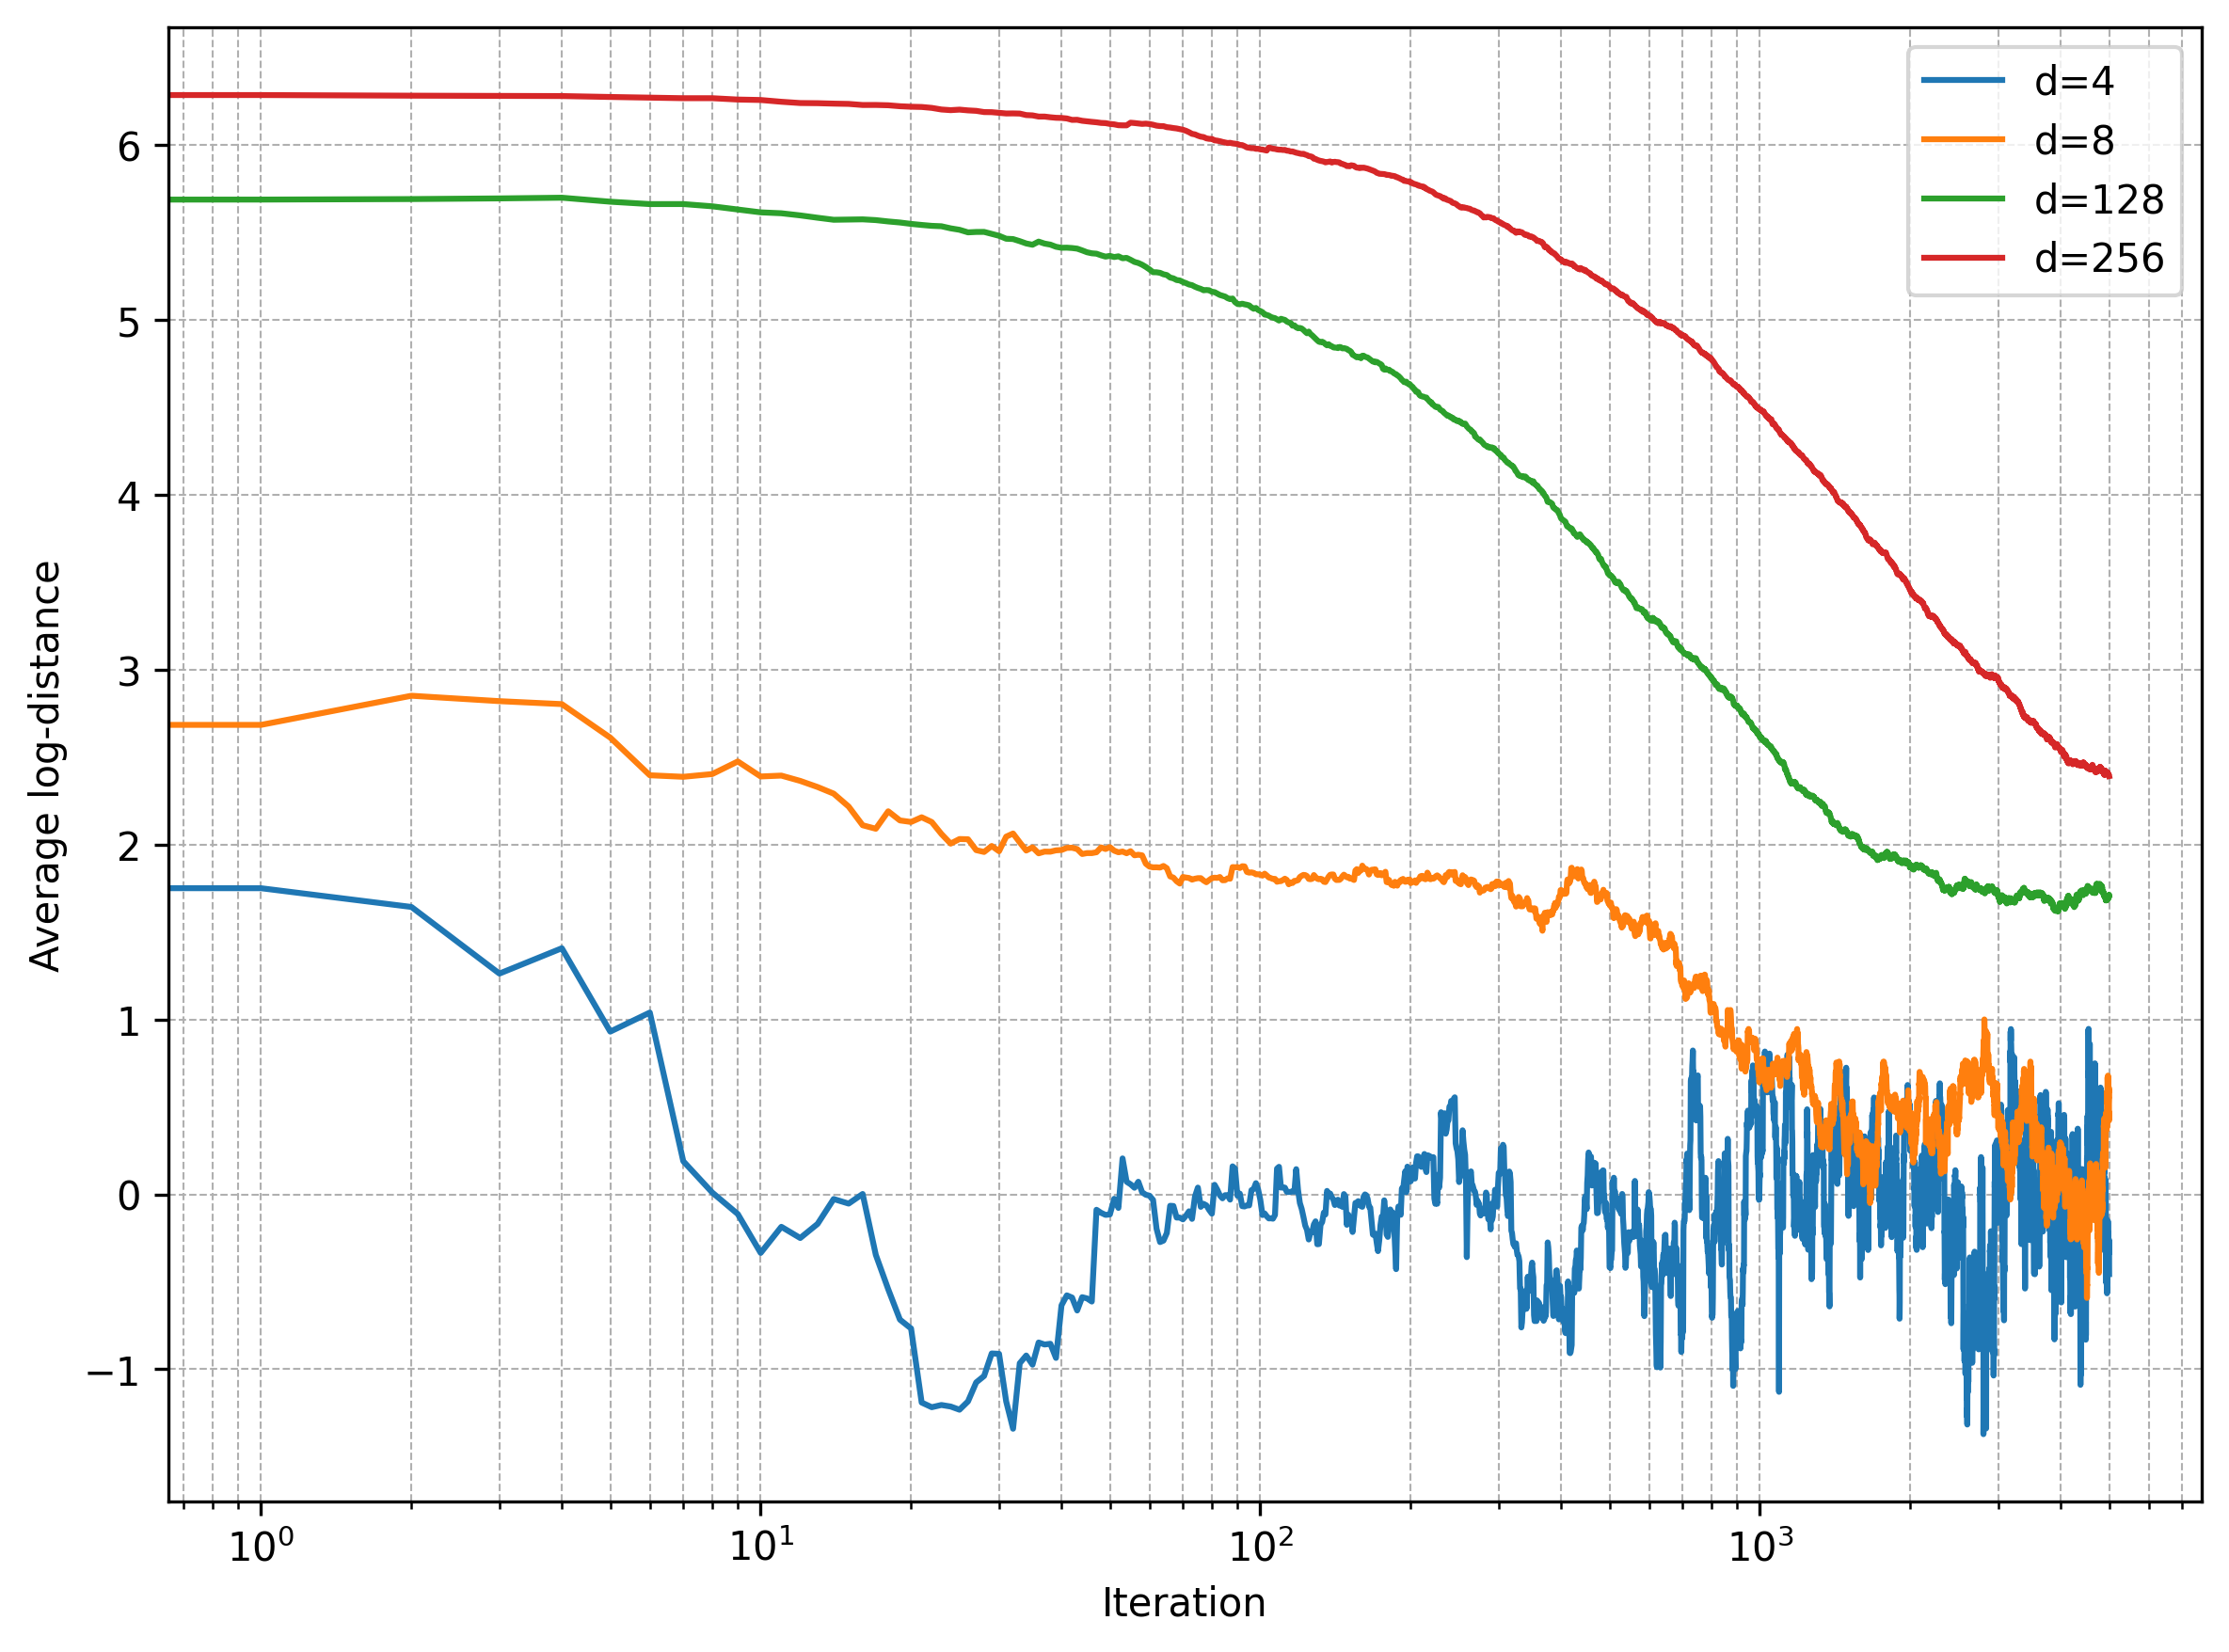 Average log-distance
6
5
4
3
2
1
0
−1
10⁰
10¹
10²
10³
Iteration
d=4
d=8
d=128
d=256